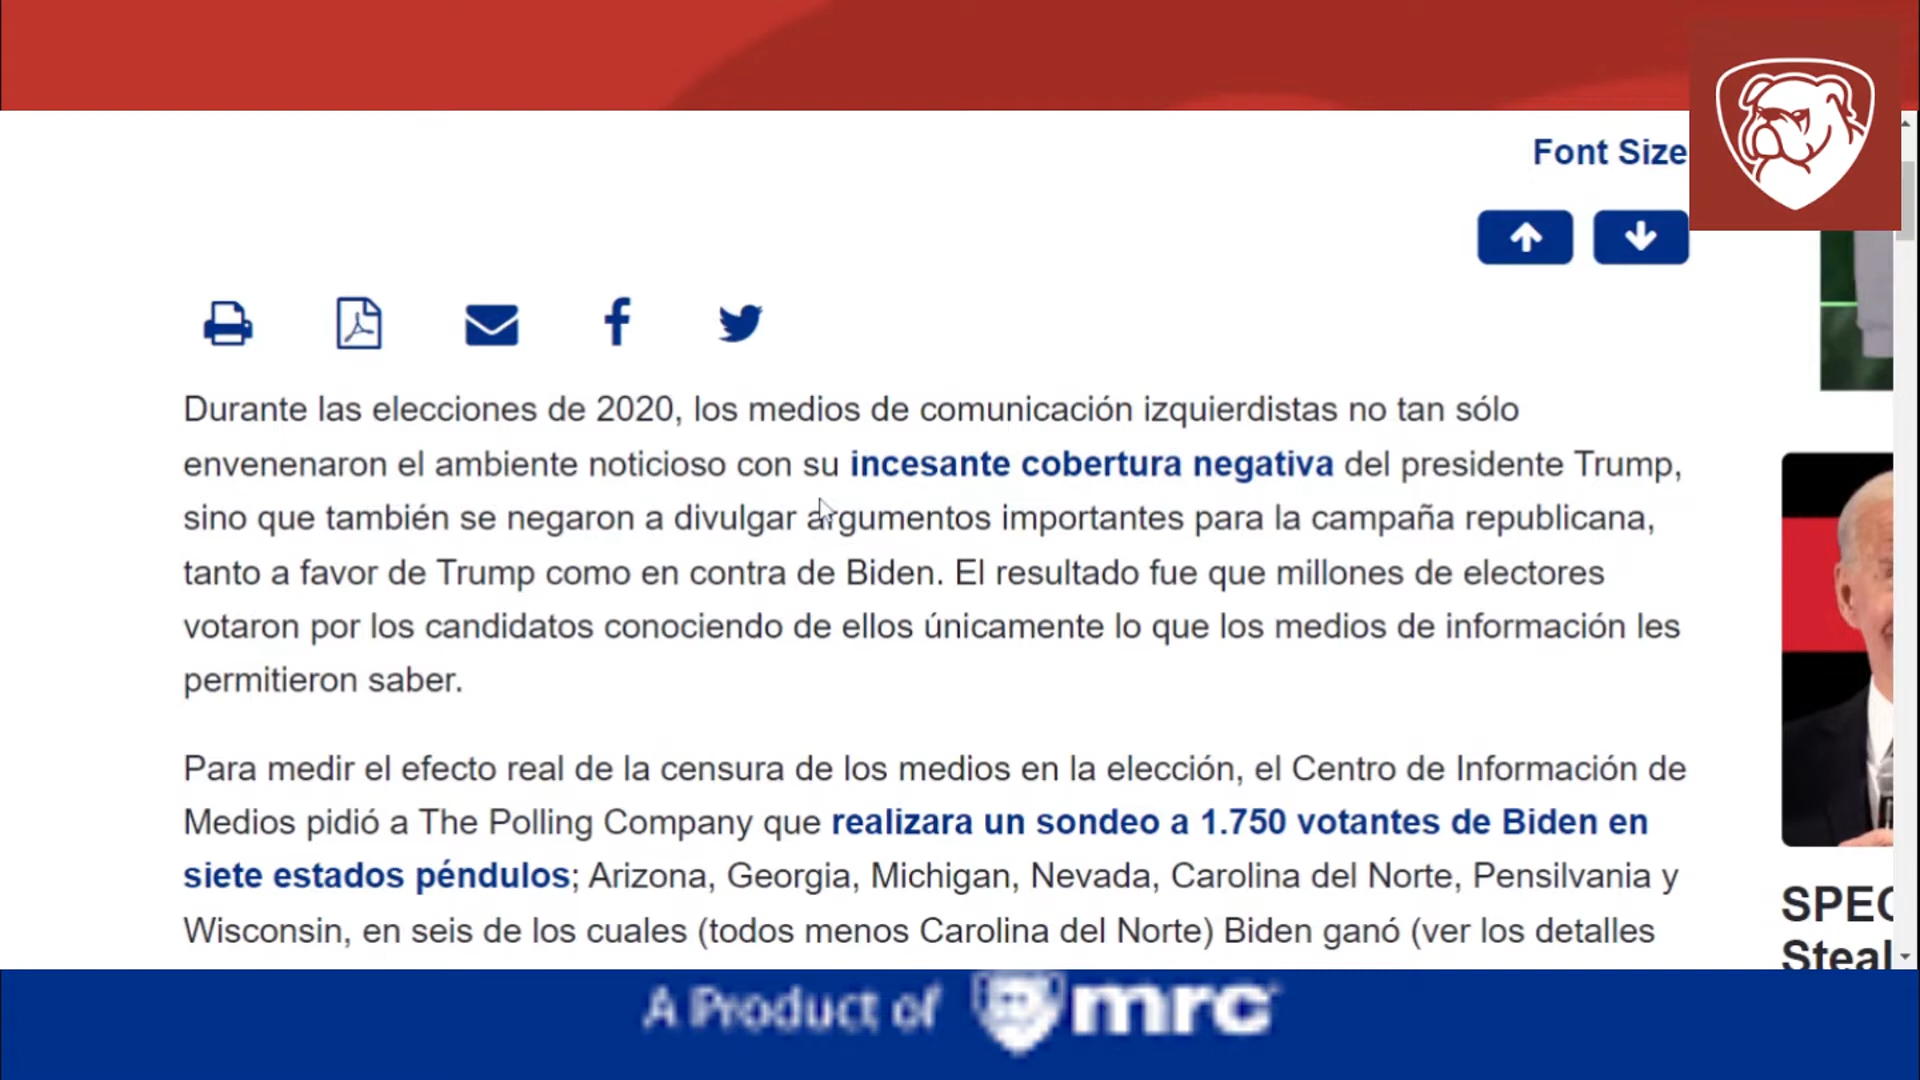 Font Size
Durante las elecciones de 2020, los medios de comunicación izquierdistas no tan sólo
envenenaron el ambiente noticioso con su incesante cobertura negativa del presidente Trump,
sino que también se negaron a divulgar argumentos importantes para la campaña republicana,
tanto a favor de Trump como en contra de Biden. El resultado fue que millones de electores
votaron por los candidatos conociendo de ellos únicamente lo que los medios de información les
permitieron saber.
Para medir el efecto real de la censura de los medios en la elección, el Centro de Información de
Medios pidió a The Polling Company que realizara un sondeo a 1.750 votantes de Biden en
siete estados péndulos; Arizona, Georgia, Michigan, Nevada, Carolina del Norte, Pensilvania y
Wisconsin, en seis de los cuales (todos menos Carolina del Norte) Biden ganó (ver los detalles
SPEC
Steal
A Product of mrc